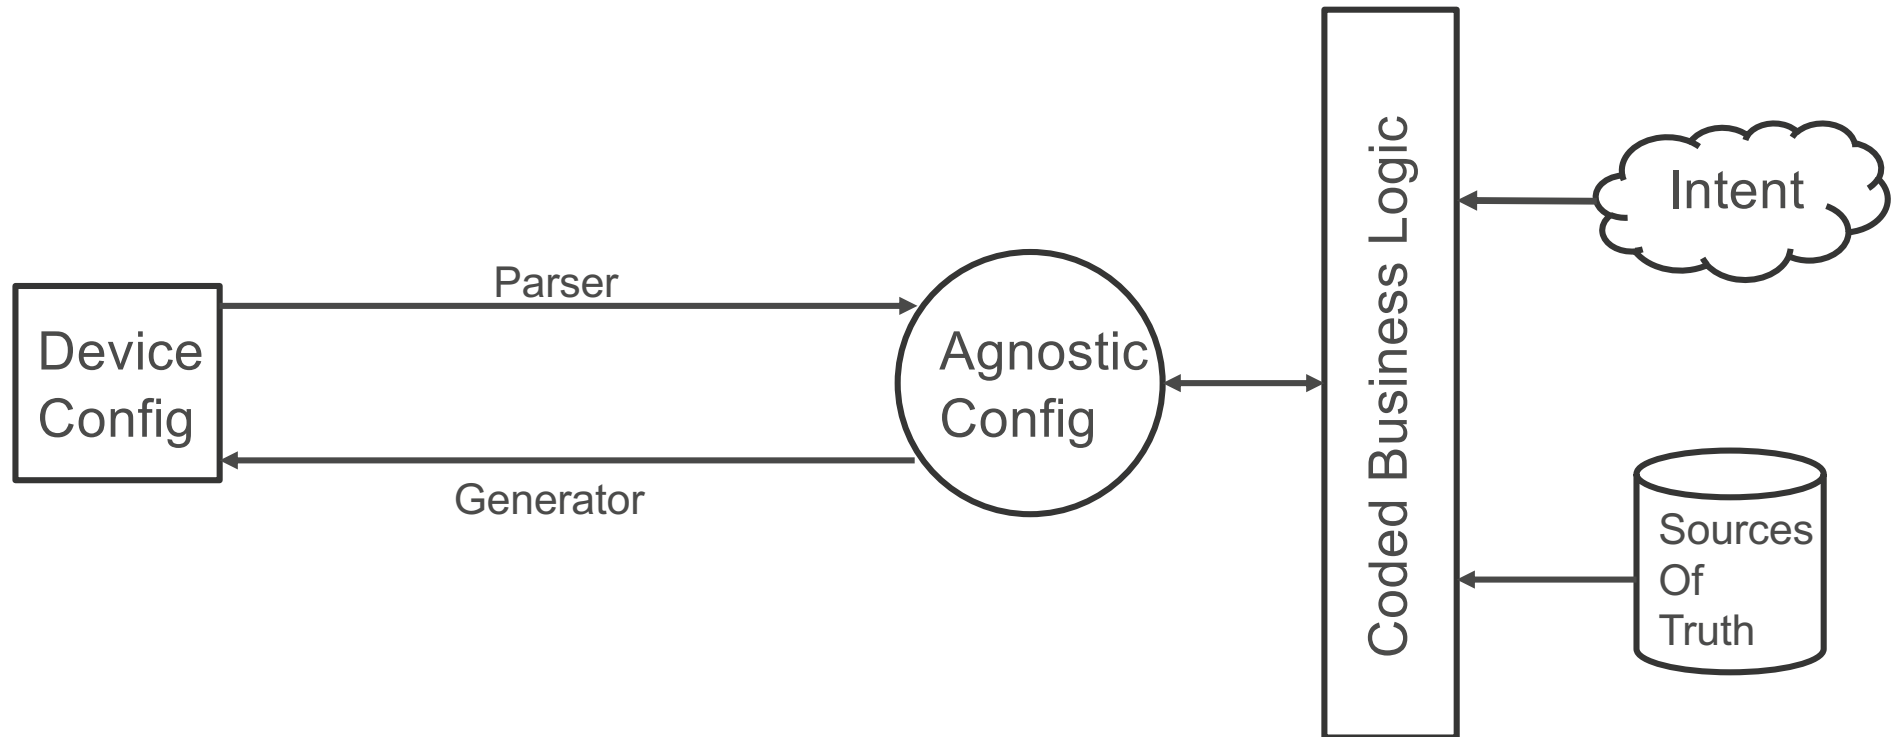 Parser
Device
Config
Generator
Agnostic
Config
Coded Business Logic
Intent
Sources
Of
Truth